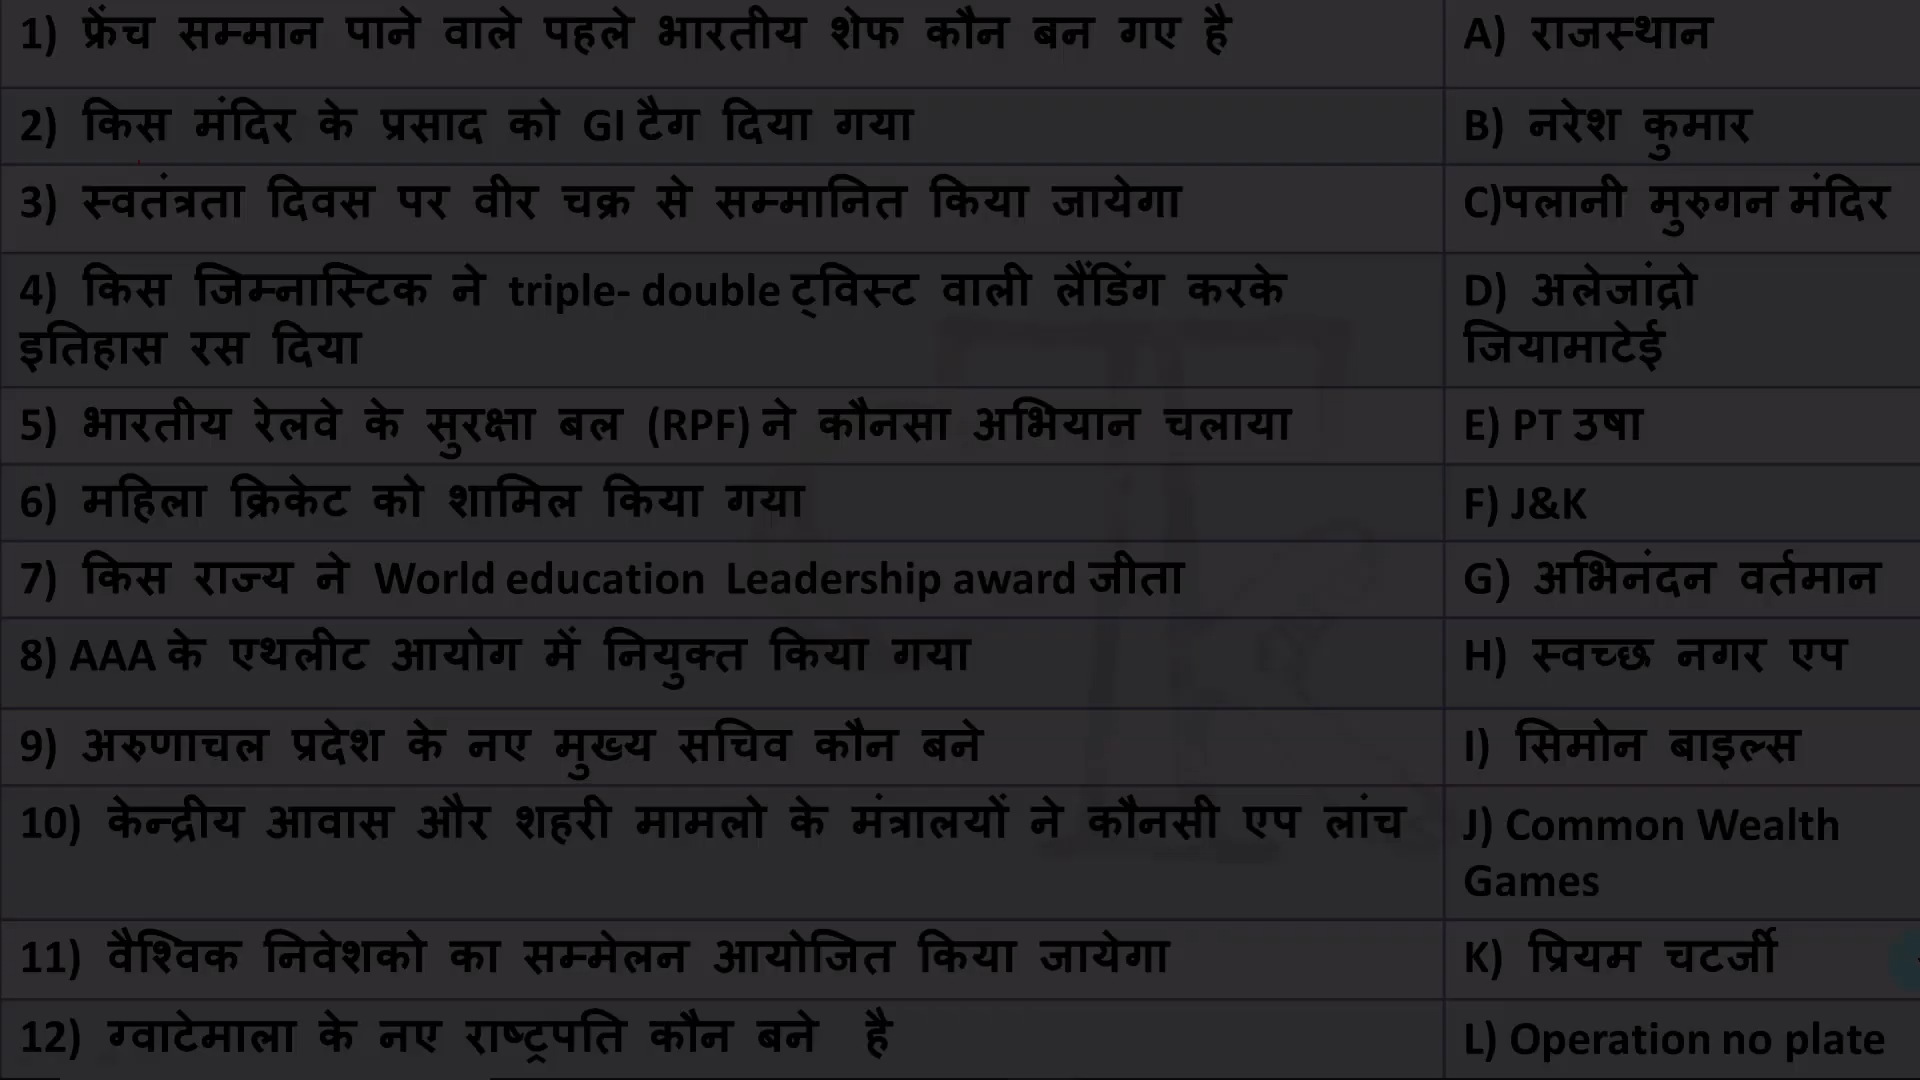 1) फ्रेंच सम्मान पाने वाले पहले भारतीय शेफ कौन बन गए है
A) राजस्थान
2) किस मंदिर के प्रसाद को GI टैग दिया गया
B) नरेश कुमार
3) स्वतंत्रता दिवस पर वीर चक्र से सम्मानित किया जायेगा
C)पलानी मुरुगन मंदिर
4) किस जिम्नास्टिक ने triple- double ट्विस्ट वाली लैंडिंग करके
इतिहास रस दिया
D) अलेजांद्रो
जियामाटेई
5) भारतीय रेलवे के सुरक्षा बल (RPF) ने कौनसा अभियान चलाया
E) PT उषा
6) महिला क्रिकेट को शामिल किया गया
F) J&K
7) किस राज्य ने World education Leadership award जीता
G) अभिनंदन वर्तमान
8) AAA के एथलीट आयोग में नियुक्त किया गया
H) स्वच्छ नगर एप
9) अरुणाचल प्रदेश के नए मुख्य सचिव कौन बने
I) सिमोन बाइल्स
10) केन्द्रीय आवास और शहरी मामलो के मंत्रालयों ने कौनसी एप लांच
J) Common Wealth
Games
11) वैश्विक निवेशको का सम्मेलन आयोजित किया जायेगा
K) प्रियम चटर्जी
12) ग्वाटेमाला के नए राष्ट्रपति कौन बने है
L) Operation no plate